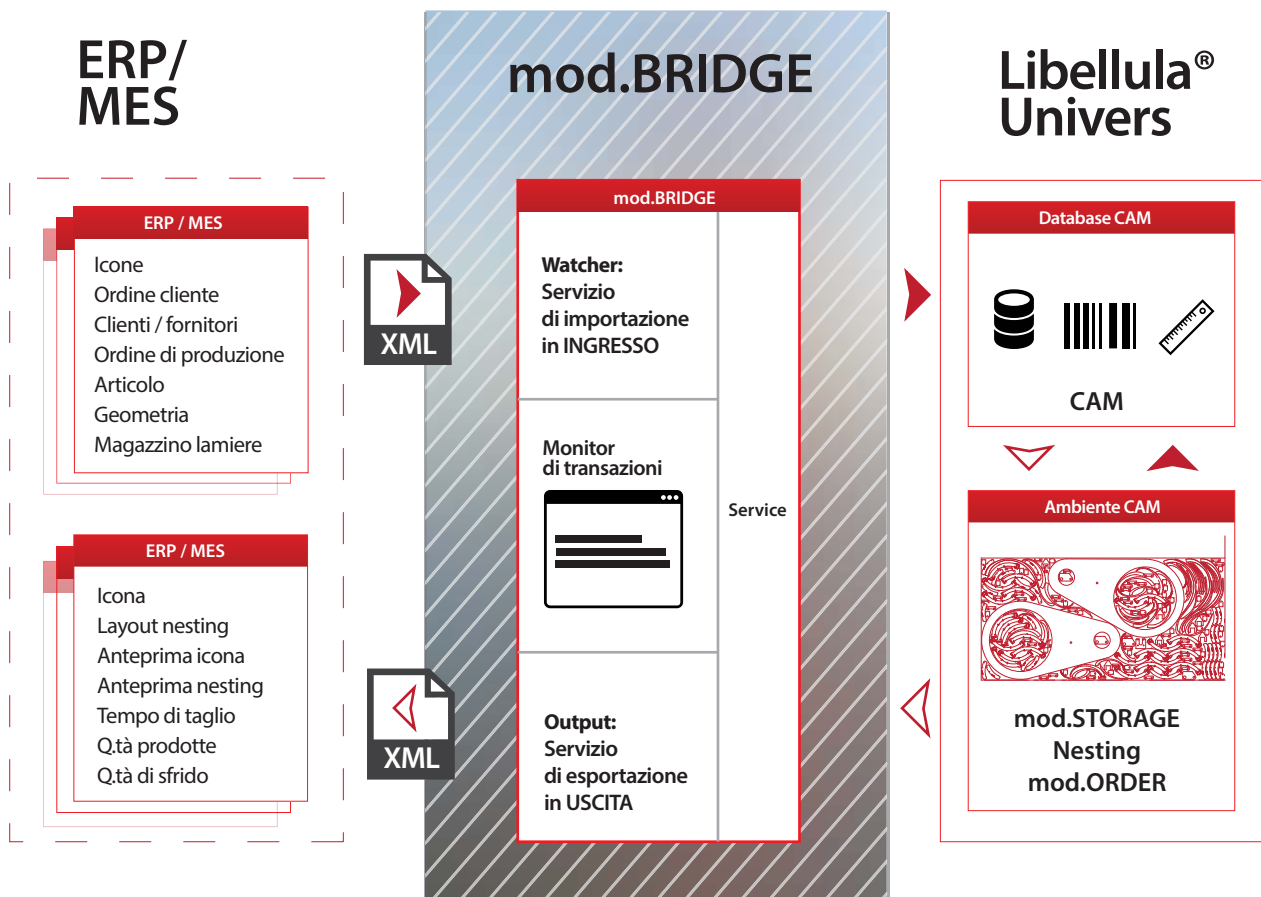 ERP/
MES
mod.BRIDGE
Libellula®
Univers
ERP / MES
Icone
Ordine cliente
Clienti / fornitori
Ordine di produzione
Articolo
Geometria
Magazzino lamiere
ERP / MES
Icona
Layout nesting
Anteprima icona
Anteprima nesting
Tempo di taglio
Q.tà prodotte
Q.tà di sfrido
XML
XML
mod.BRIDGE
Watcher:
Servizio
di importazione
in INGRESSO
Monitor
di transazioni
Output:
Servizio
di esportazione
in USCITA
Service
Database CAM
CAM
Ambiente CAM
mod.STORAGE
Nesting
mod.ORDER